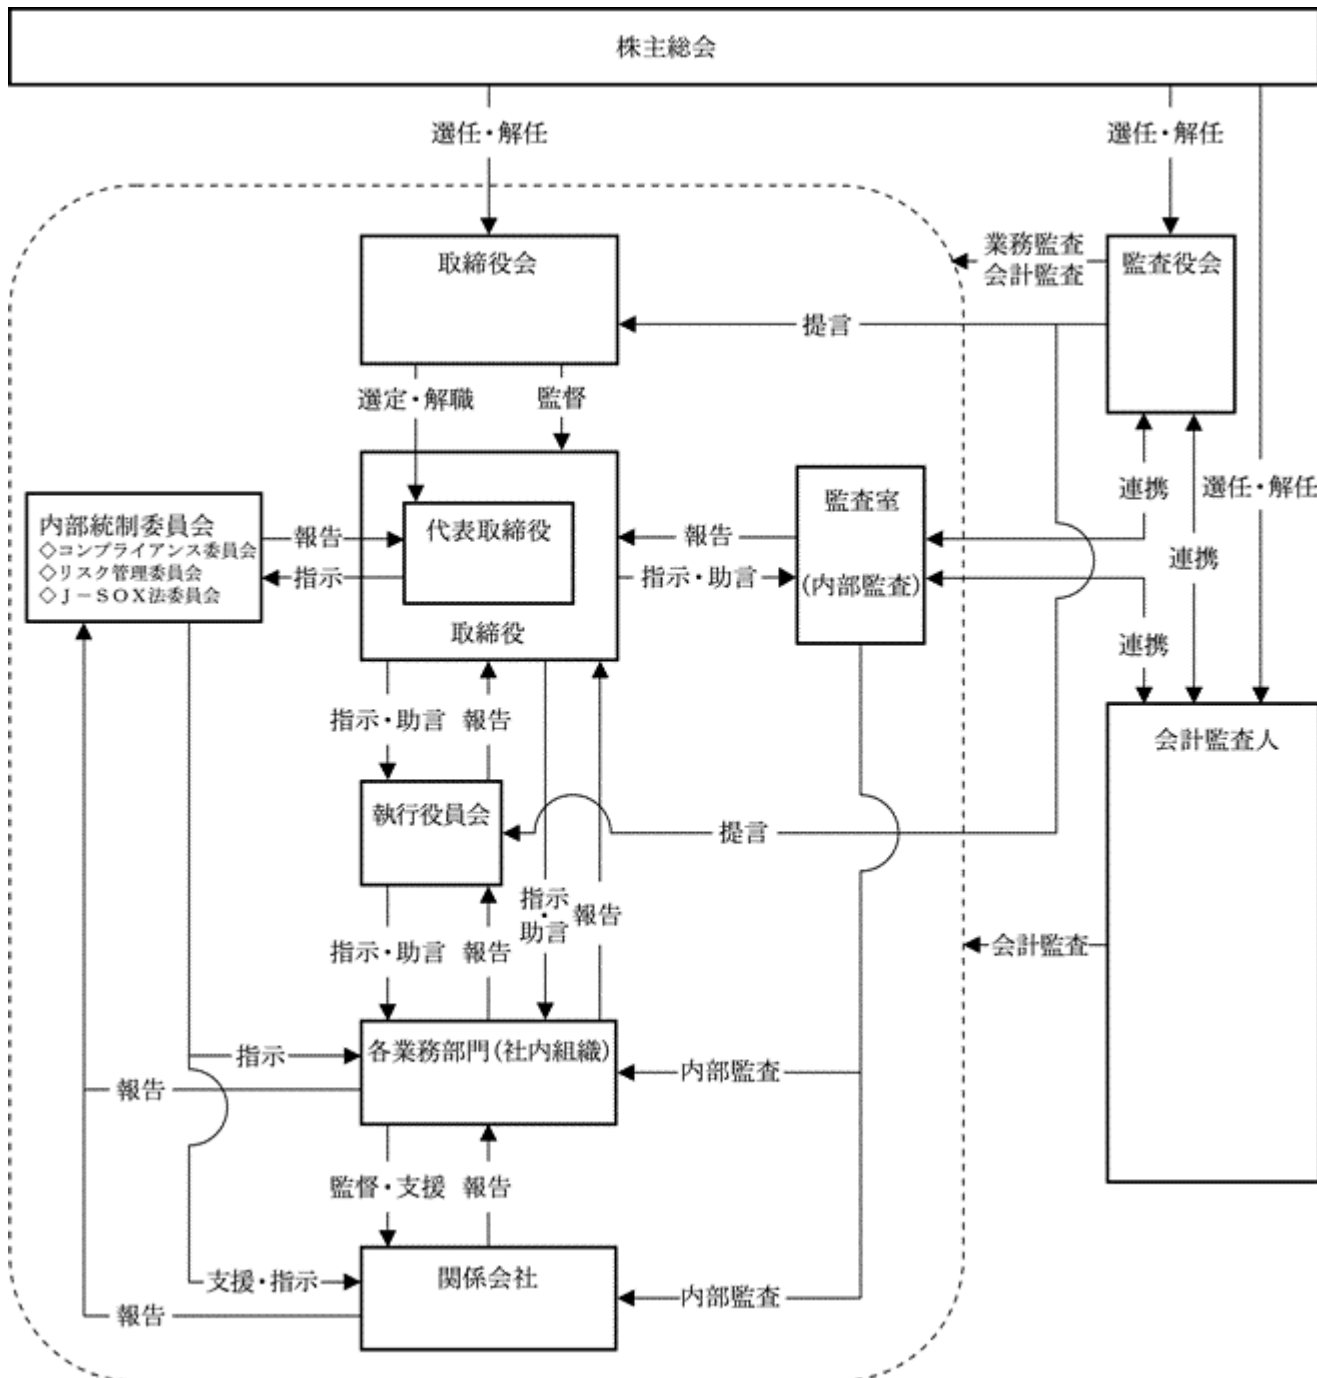 株主総会
選任・解任
選任・解任
取締役会
業務監査
会計監査
監査役会
提言
選定・解職
監督
内部統制委員会
◇コンプライアンス委員会
◇リスク管理委員会
◇J－SOX法委員会
報告
指示
代表取締役
取締役
報告
指示・助言
監査室
(内部監査)
連携
連携
選任・解任
連携
会計監査人
指示・助言
報告
執行役員会
提言
指示・助言
報告
指示
・
助言
報告
会計監査
各業務部門(社内組織)
指示
報告
内部監査
監督・支援
報告
関係会社
支援・指示
報告
内部監査